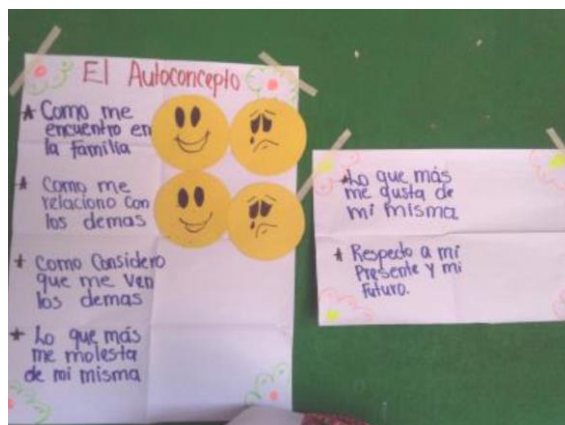 El Autoconcepto
* Como me
encuentro en
la familia
* Como me
relaciono con
los demas
* Como Considero
que me ven
los demas
* Lo que más
me molesta
de mi misma
* Lo que más
me gusta de
mi misma
* Respecto a mi
Presente y mi
Futuro.